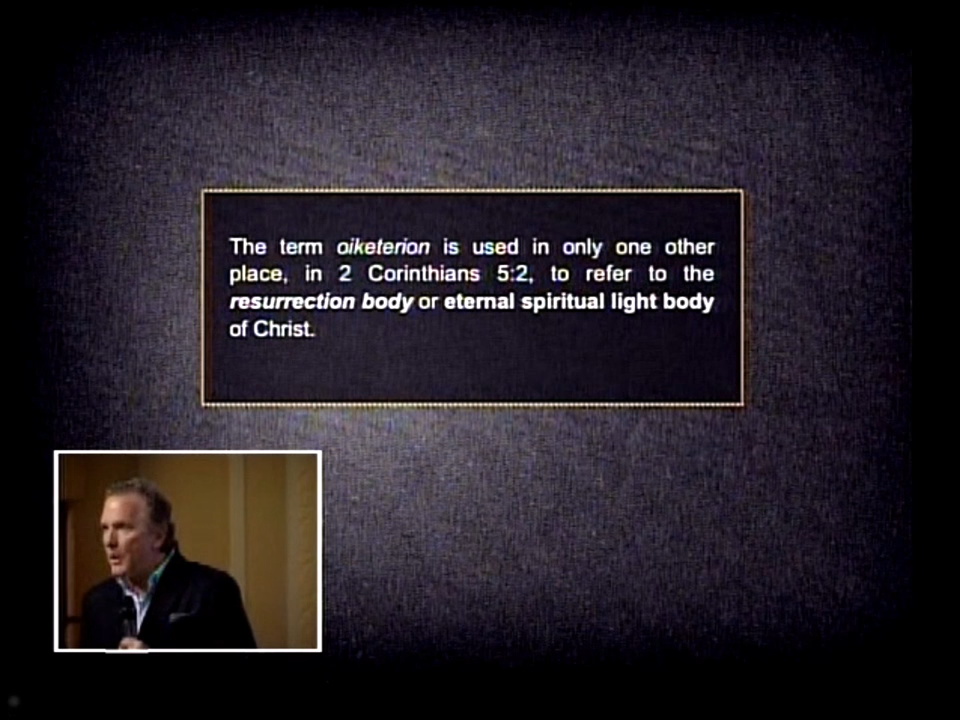 The term oiketerion is used in only one other
place, in 2 Corinthians 5:2, to refer to the
resurrection body or eternal spiritual light body
of Christ.